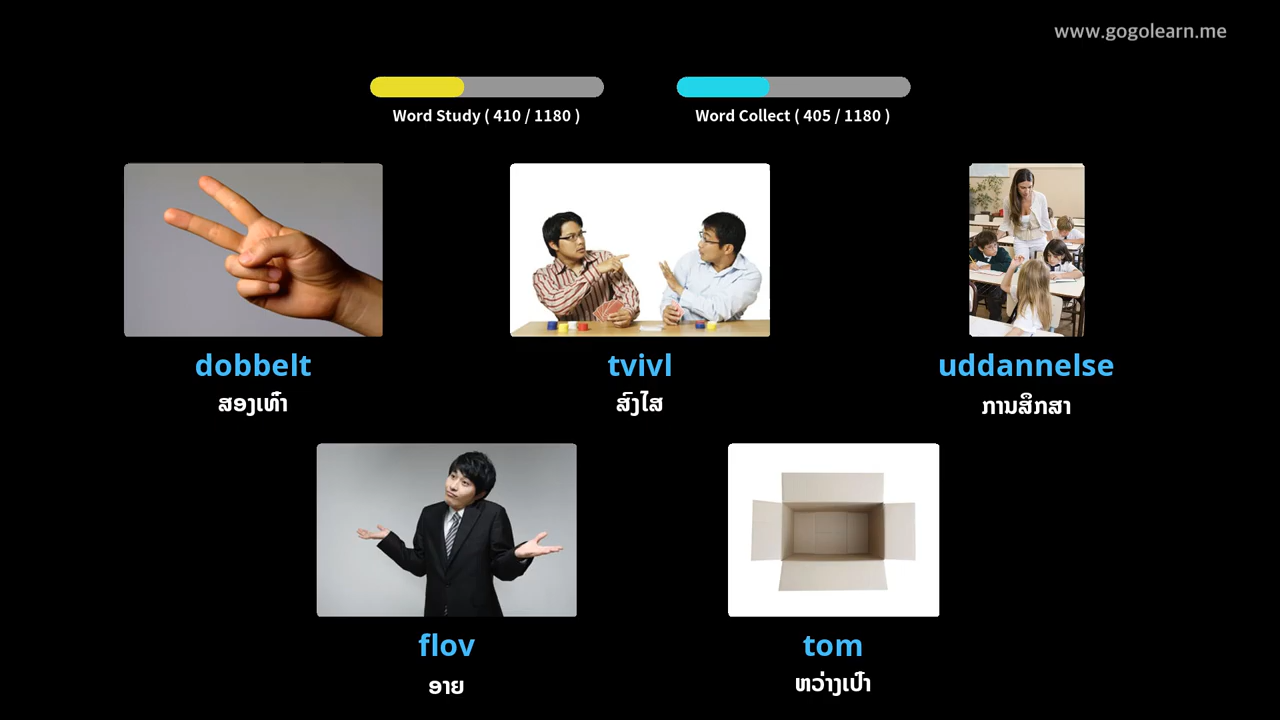 www.gogolearn.me
Word Study ( 410 / 1180 )
Word Collect ( 405 / 1180 )
dobbelt
ສອງເທົ່າ
tvivl
ສົງໄສ
uddannelse
ການສຶກສາ
flov
ອາຍ
tom
ຫວ່າງເປົ່າ